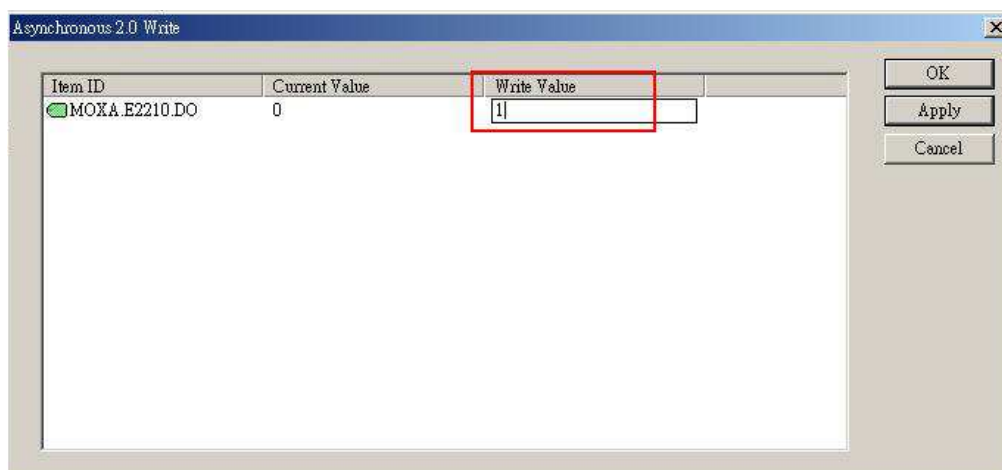 Asynchronous 2.0 Write
Item ID Current Value Write Value
MOXA.E2210.DO 0 1
OK
Apply
Cancel